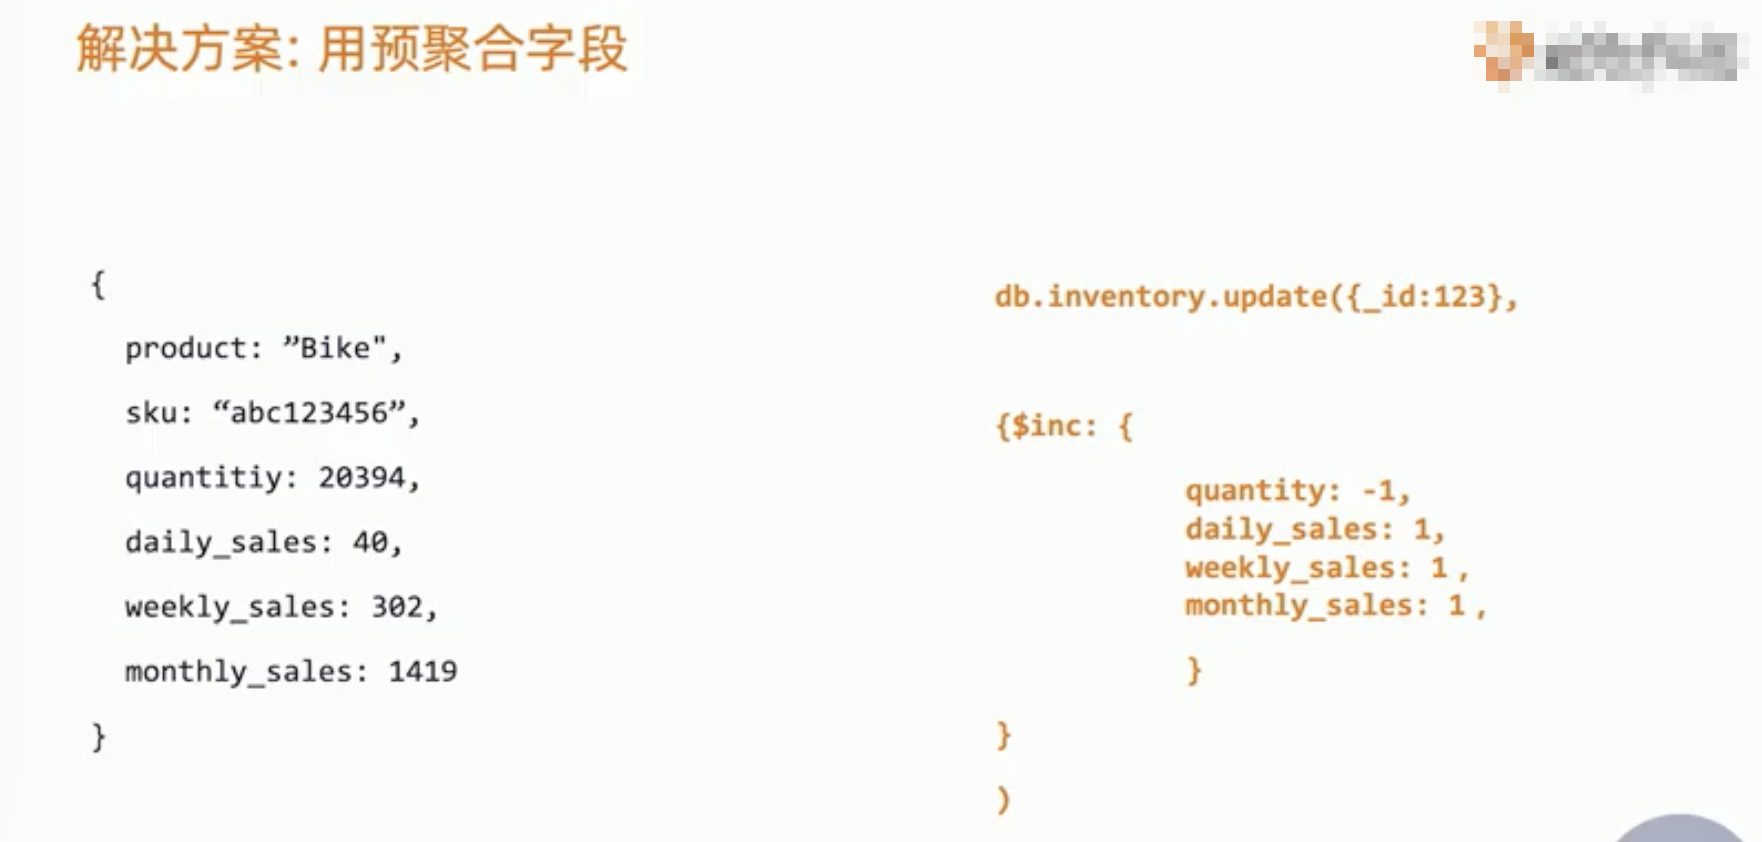 解决方案: 用预聚合字段
{
product: ”Bike",
sku: “abc123456”,
quantitiy: 20394,
daily_sales: 40,
weekly_sales: 302,
monthly_sales: 1419
}
db.inventory.update({_id:123},
{$inc: {
quantity: -1,
daily_sales: 1,
weekly_sales: 1 ,
monthly_sales: 1 ,
}
}
)